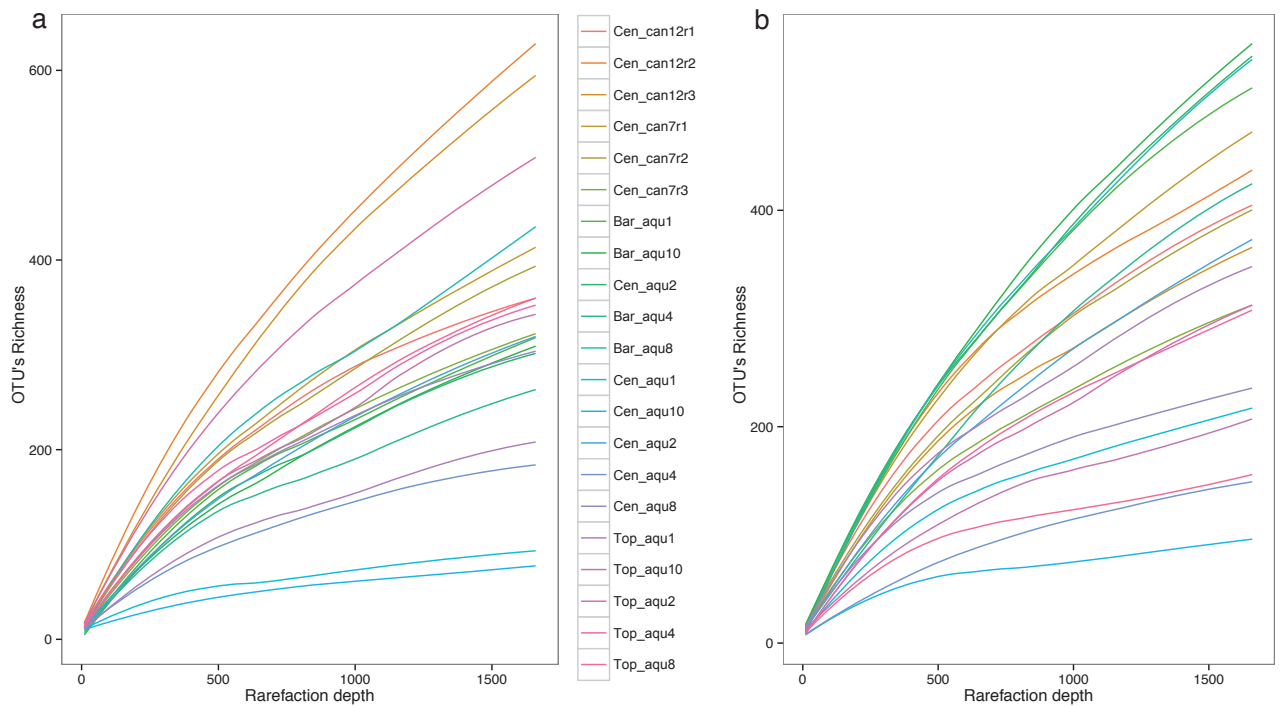 a
600
400
200
0
OTU's Richness
0 500 1000 1500
Rarefaction depth
Cen_can12r1
Cen_can12r2
Cen_can12r3
Cen_can7r1
Cen_can7r2
Cen_can7r3
Bar_aqu1
Bar_aqu10
Cen_aqu2
Bar_aqu4
Bar_aqu8
Cen_aqu1
Cen_aqu10
Cen_aqu2
Cen_aqu4
Cen_aqu8
Top_aqu1
Top_aqu10
Top_aqu2
Top_aqu4
Top_aqu8
b
400
200
0
OTU's Richness
0 500 1000 1500
Rarefaction depth